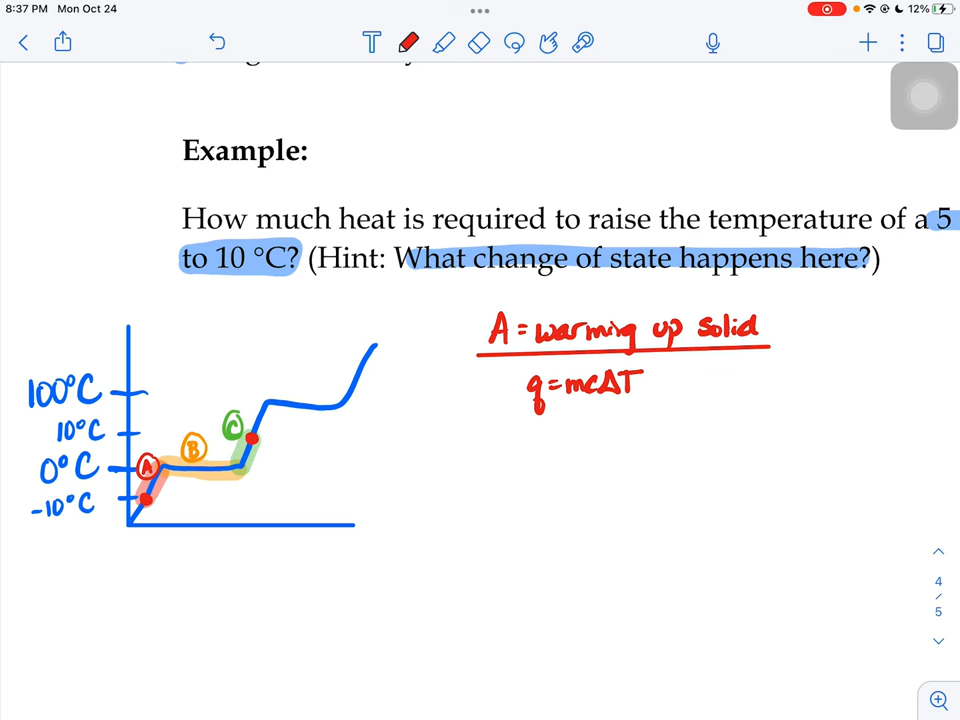 8:37 PM Mon Oct 24
12%
Example:
How much heat is required to raise the temperature of a 5
to 10 °C? (Hint: What change of state happens here?)
A = warming up solid
q = mcΔT
100°C
10°C
0°C
-10°C
A
B
C
4
/
5